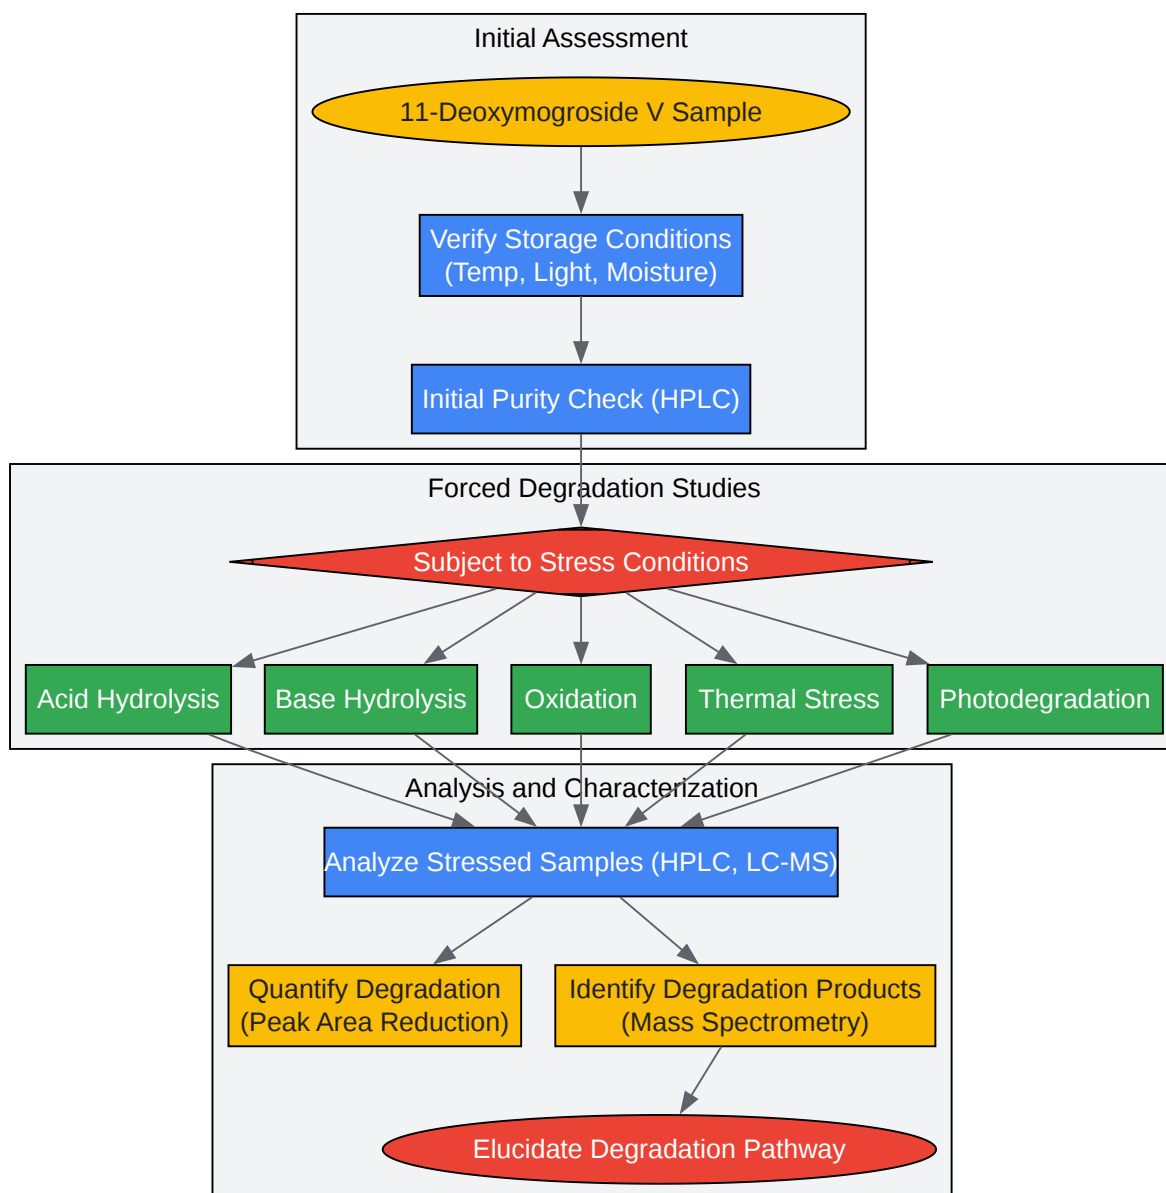 Initial Assessment
11-Deoxymogroside V Sample
Verify Storage Conditions
(Temp, Light, Moisture)
Initial Purity Check (HPLC)
Forced Degradation Studies
Subject to Stress Conditions
Acid Hydrolysis
Base Hydrolysis
Oxidation
Thermal Stress
Photodegradation
Analysis and Characterization
Analyze Stressed Samples (HPLC, LC-MS)
Quantify Degradation
(Peak Area Reduction)
Identify Degradation Products
(Mass Spectrometry)
Elucidate Degradation Pathway